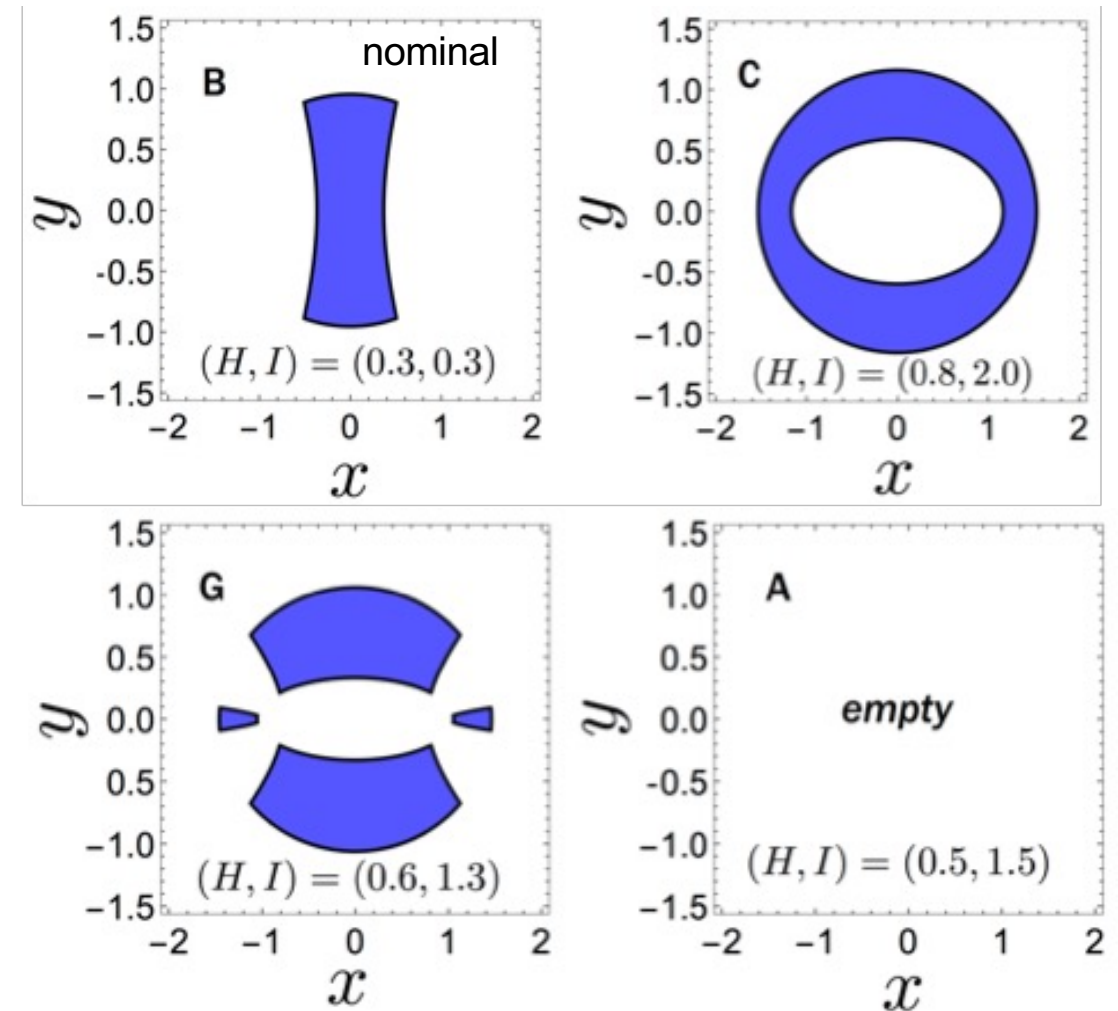 nominal
B
1.5
1.0
0.5
0.0
-0.5
−1.0
−1.5
y
(H, I) = (0.3, 0.3)
−2 −1 0 1 2
x
C
1.5
1.0
0.5
0.0
-0.5
−1.0
−1.5
y
(H, I) = (0.8, 2.0)
−2 −1 0 1 2
x
G
1.5
1.0
0.5
0.0
0.5
−1.0
−1.5
y
(H, I) = (0.6, 1.3)
−2 −1 0 1 2
x
A
1.5
1.0
0.5
0.0
-0.5
−1.0
−1.5
y
empty
(H, I) = (0.5, 1.5)
−2 −1 0 1 2
x